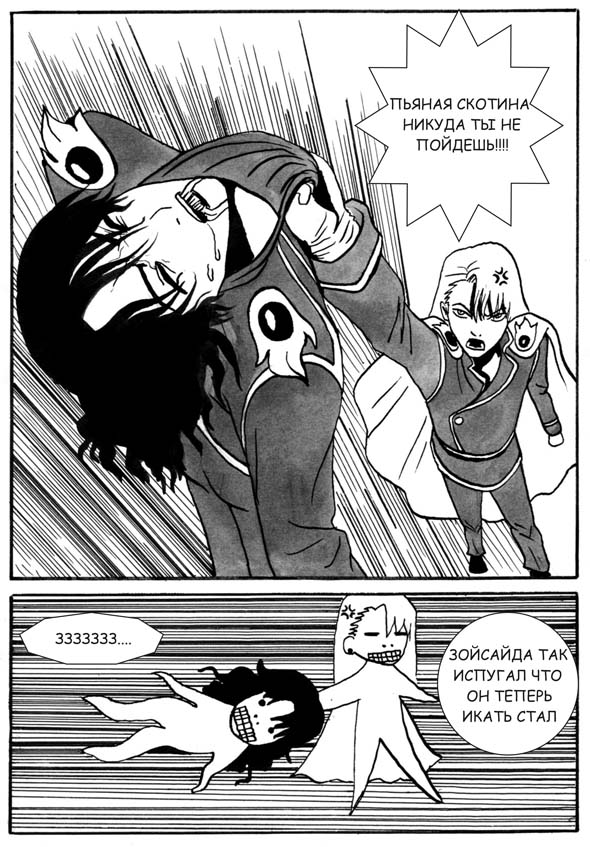 ПЬЯНАЯ СКОТИНА
НИКУДА ТЫ НЕ
ПОЙДЕШЬ!!!!
ЗЗЗЗЗЗЗ....
ЗОЙСАЙДА ТАК
ИСПУГАЛ ЧТО
ОН ТЕПЕРЬ
ИКАТЬ СТАЛ